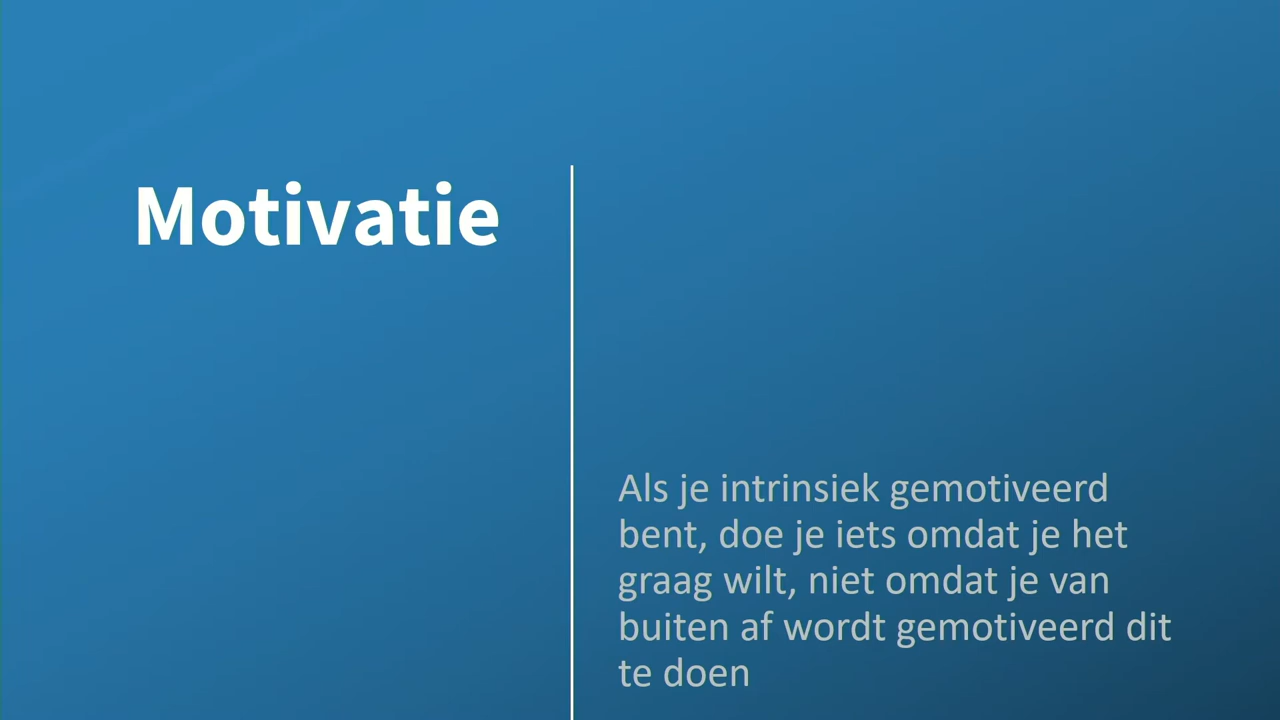 Motivatie
Als je intrinsiek gemotiveerd
bent, doe je iets omdat je het
graag wilt, niet omdat je van
buiten af wordt gemotiveerd dit
te doen